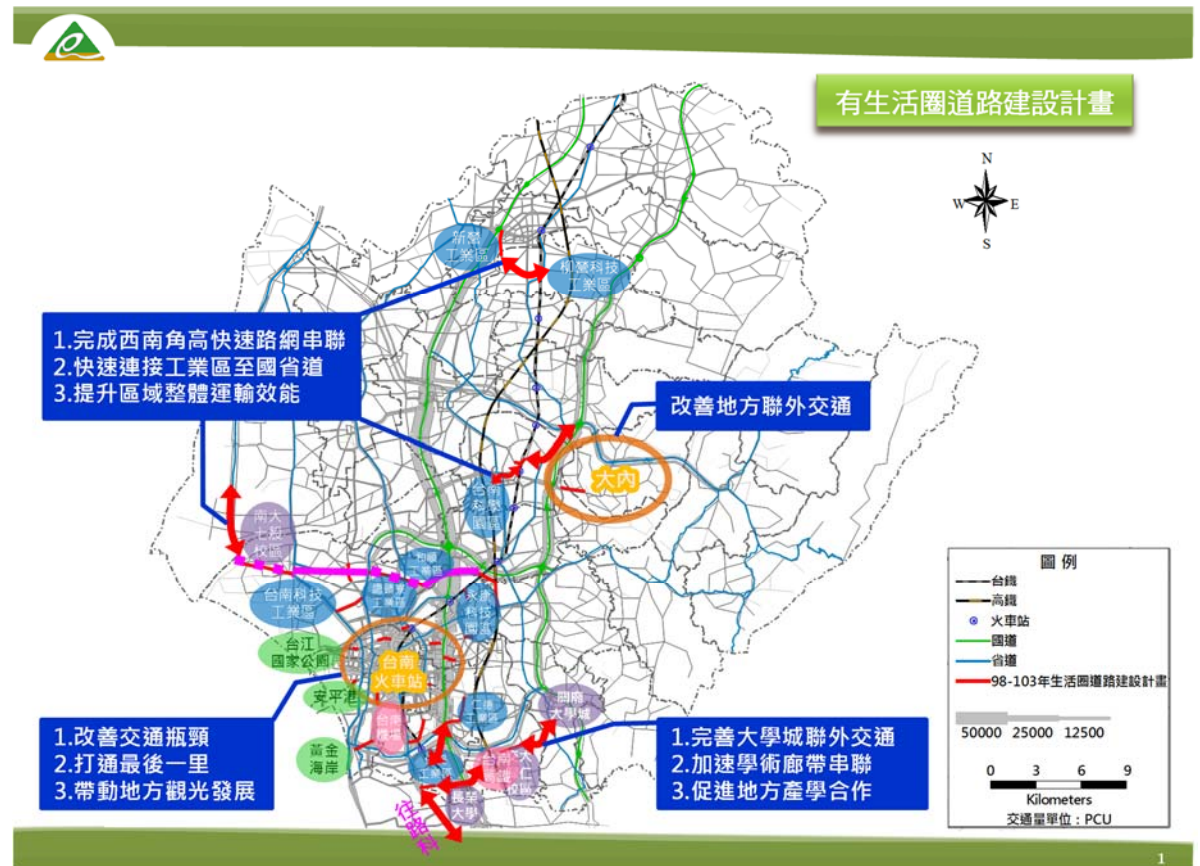 有生活圈道路建設計畫
N
W
E
S
新營
工業區
柳營科技
工業區
1.完成西南角高快速路網串聯
2.快速連接工業區至國省道
3.提升區域整體運輸效能
改善地方聯外交通
大內
南大
七股
校區
台南科技
工業區
永康
科技
園區
台江
國家公園
台南
火車站
安平港
黃金
海岸
1.改善交通瓶頸
2.打通最後一里
3.帶動地方觀光發展
工業區
長榮
大學
往路科
1.完善大學城聯外交通
2.加速學術廊帶串聯
3.促進地方產學合作
圖例
台鐵
高鐵
火車站
國道
省道
98-103年生活圈道路建設計畫
50000 25000 12500
0 3 6 9
Kilometers
交通量單位：PCU
1